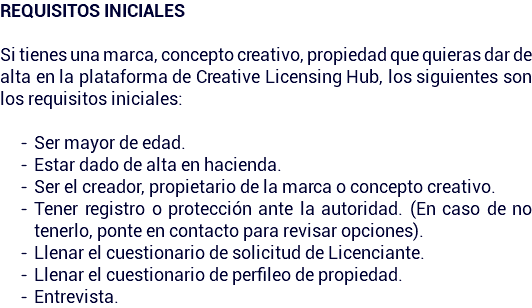 REQUISITOS INICIALES
Si tienes una marca, concepto creativo, propiedad que quieras dar de
alta en la plataforma de Creative Licensing Hub, los siguientes son
los requisitos iniciales:
- Ser mayor de edad.
- Estar dado de alta en hacienda.
- Ser el creador, propietario de la marca o concepto creativo.
- Tener registro o protección ante la autoridad. (En caso de no
tenerlo, ponte en contacto para revisar opciones).
- Llenar el cuestionario de solicitud de Licenciante.
- Llenar el cuestionario de perfileo de propiedad.
- Entrevista.